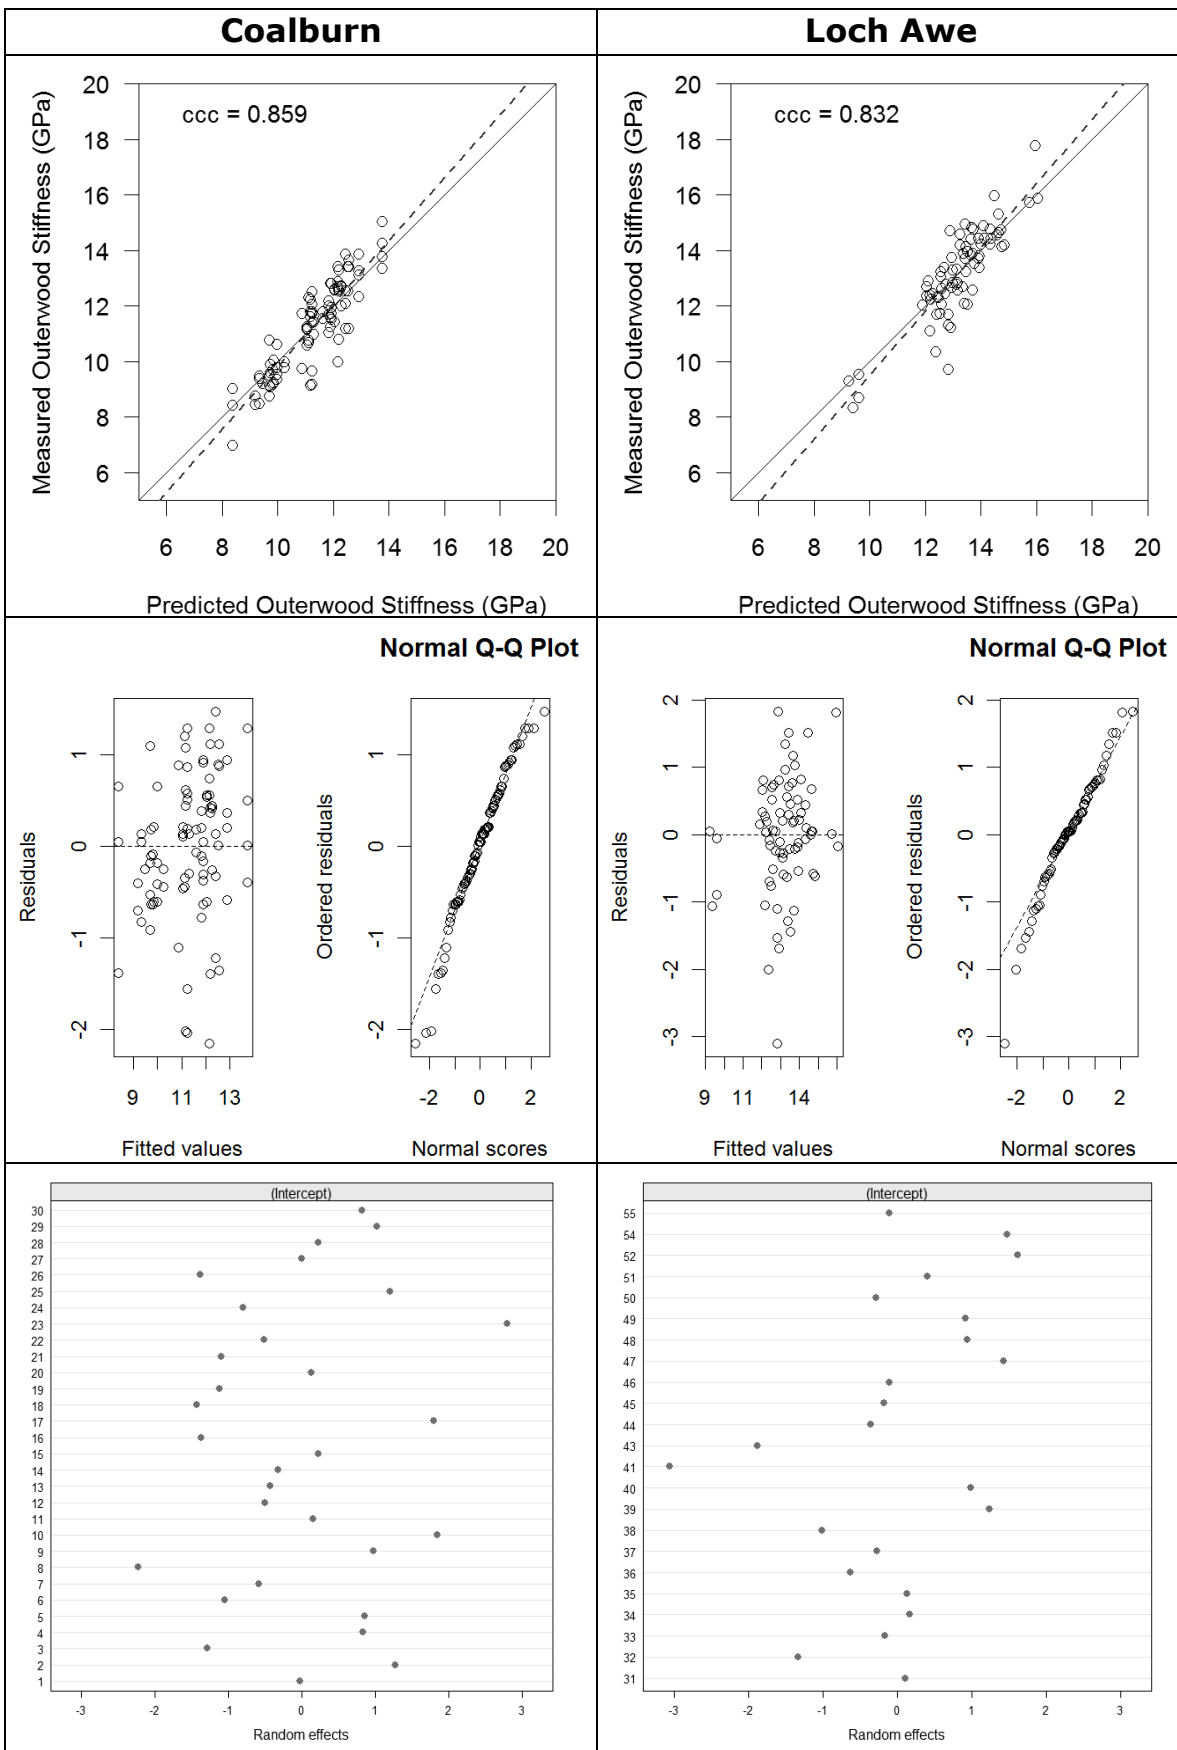 Coalburn
Loch Awe
ccc = 0.859
Measured Outerwood Stiffness (GPa)
20
18
16
14
12
10
8
6
6 8 10 12 14 16 18 20
Predicted Outerwood Stiffness (GPa)
ccc = 0.832
Measured Outerwood Stiffness (GPa)
20
18
16
14
12
10
8
6
6 8 10 12 14 16 18 20
Predicted Outerwood Stiffness (GPa)
Residuals
1
0
-1
-2
9 11 13
Fitted values
Normal Q-Q Plot
Ordered residuals
1
0
-1
-2
-2 0 2
Normal scores
Residuals
2
1
0
-1
-2
-3
9 11 14
Fitted values
Normal Q-Q Plot
Ordered residuals
2
1
0
-1
-2
-3
-2 0 2
Normal scores
(Intercept)
30
29
28
27
26
25
24
23
22
21
20
19
18
17
16
15
14
13
12
11
10
9
8
7
6
5
4
3
2
1
-3 -2 -1 0 1 2 3
Random effects
(Intercept)
55
54
52
51
50
49
48
47
46
45
44
43
41
40
39
38
37
36
35
34
33
32
31
-3 -2 -1 0 1 2 3
Random effects